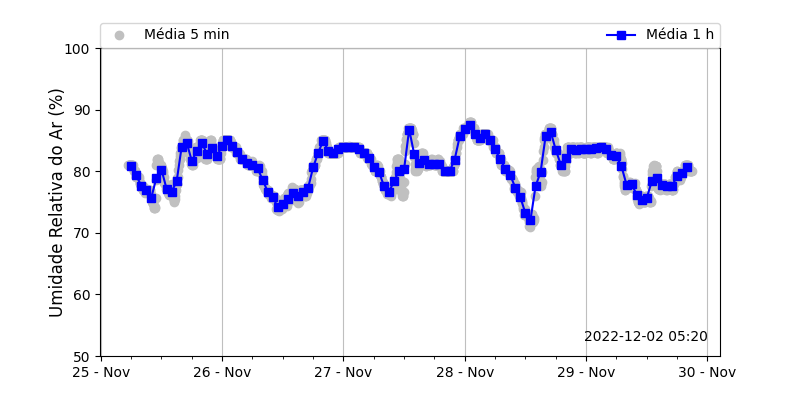 Média 5 min
Média 1 h
Umidade Relativa do Ar (%)
100
90
80
70
60
50
2022-12-02 05:20
25 - Nov
26 - Nov
27 - Nov
28 - Nov
29 - Nov
30 - Nov